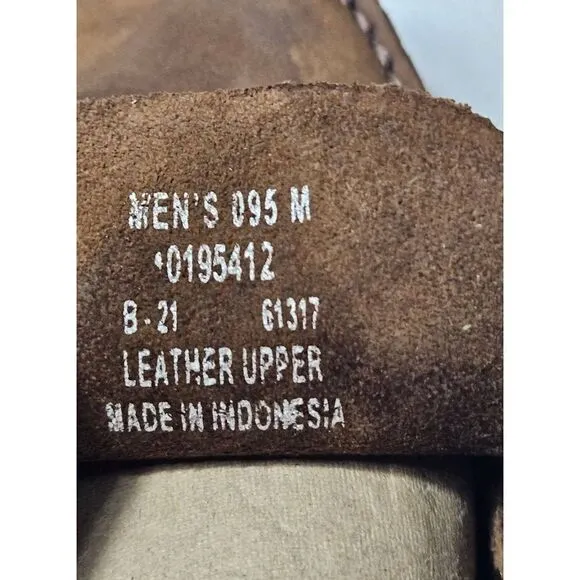 MEN'S 095 M
0195412
B-21 61317
LEATHER UPPER
MADE IN INDONESIA